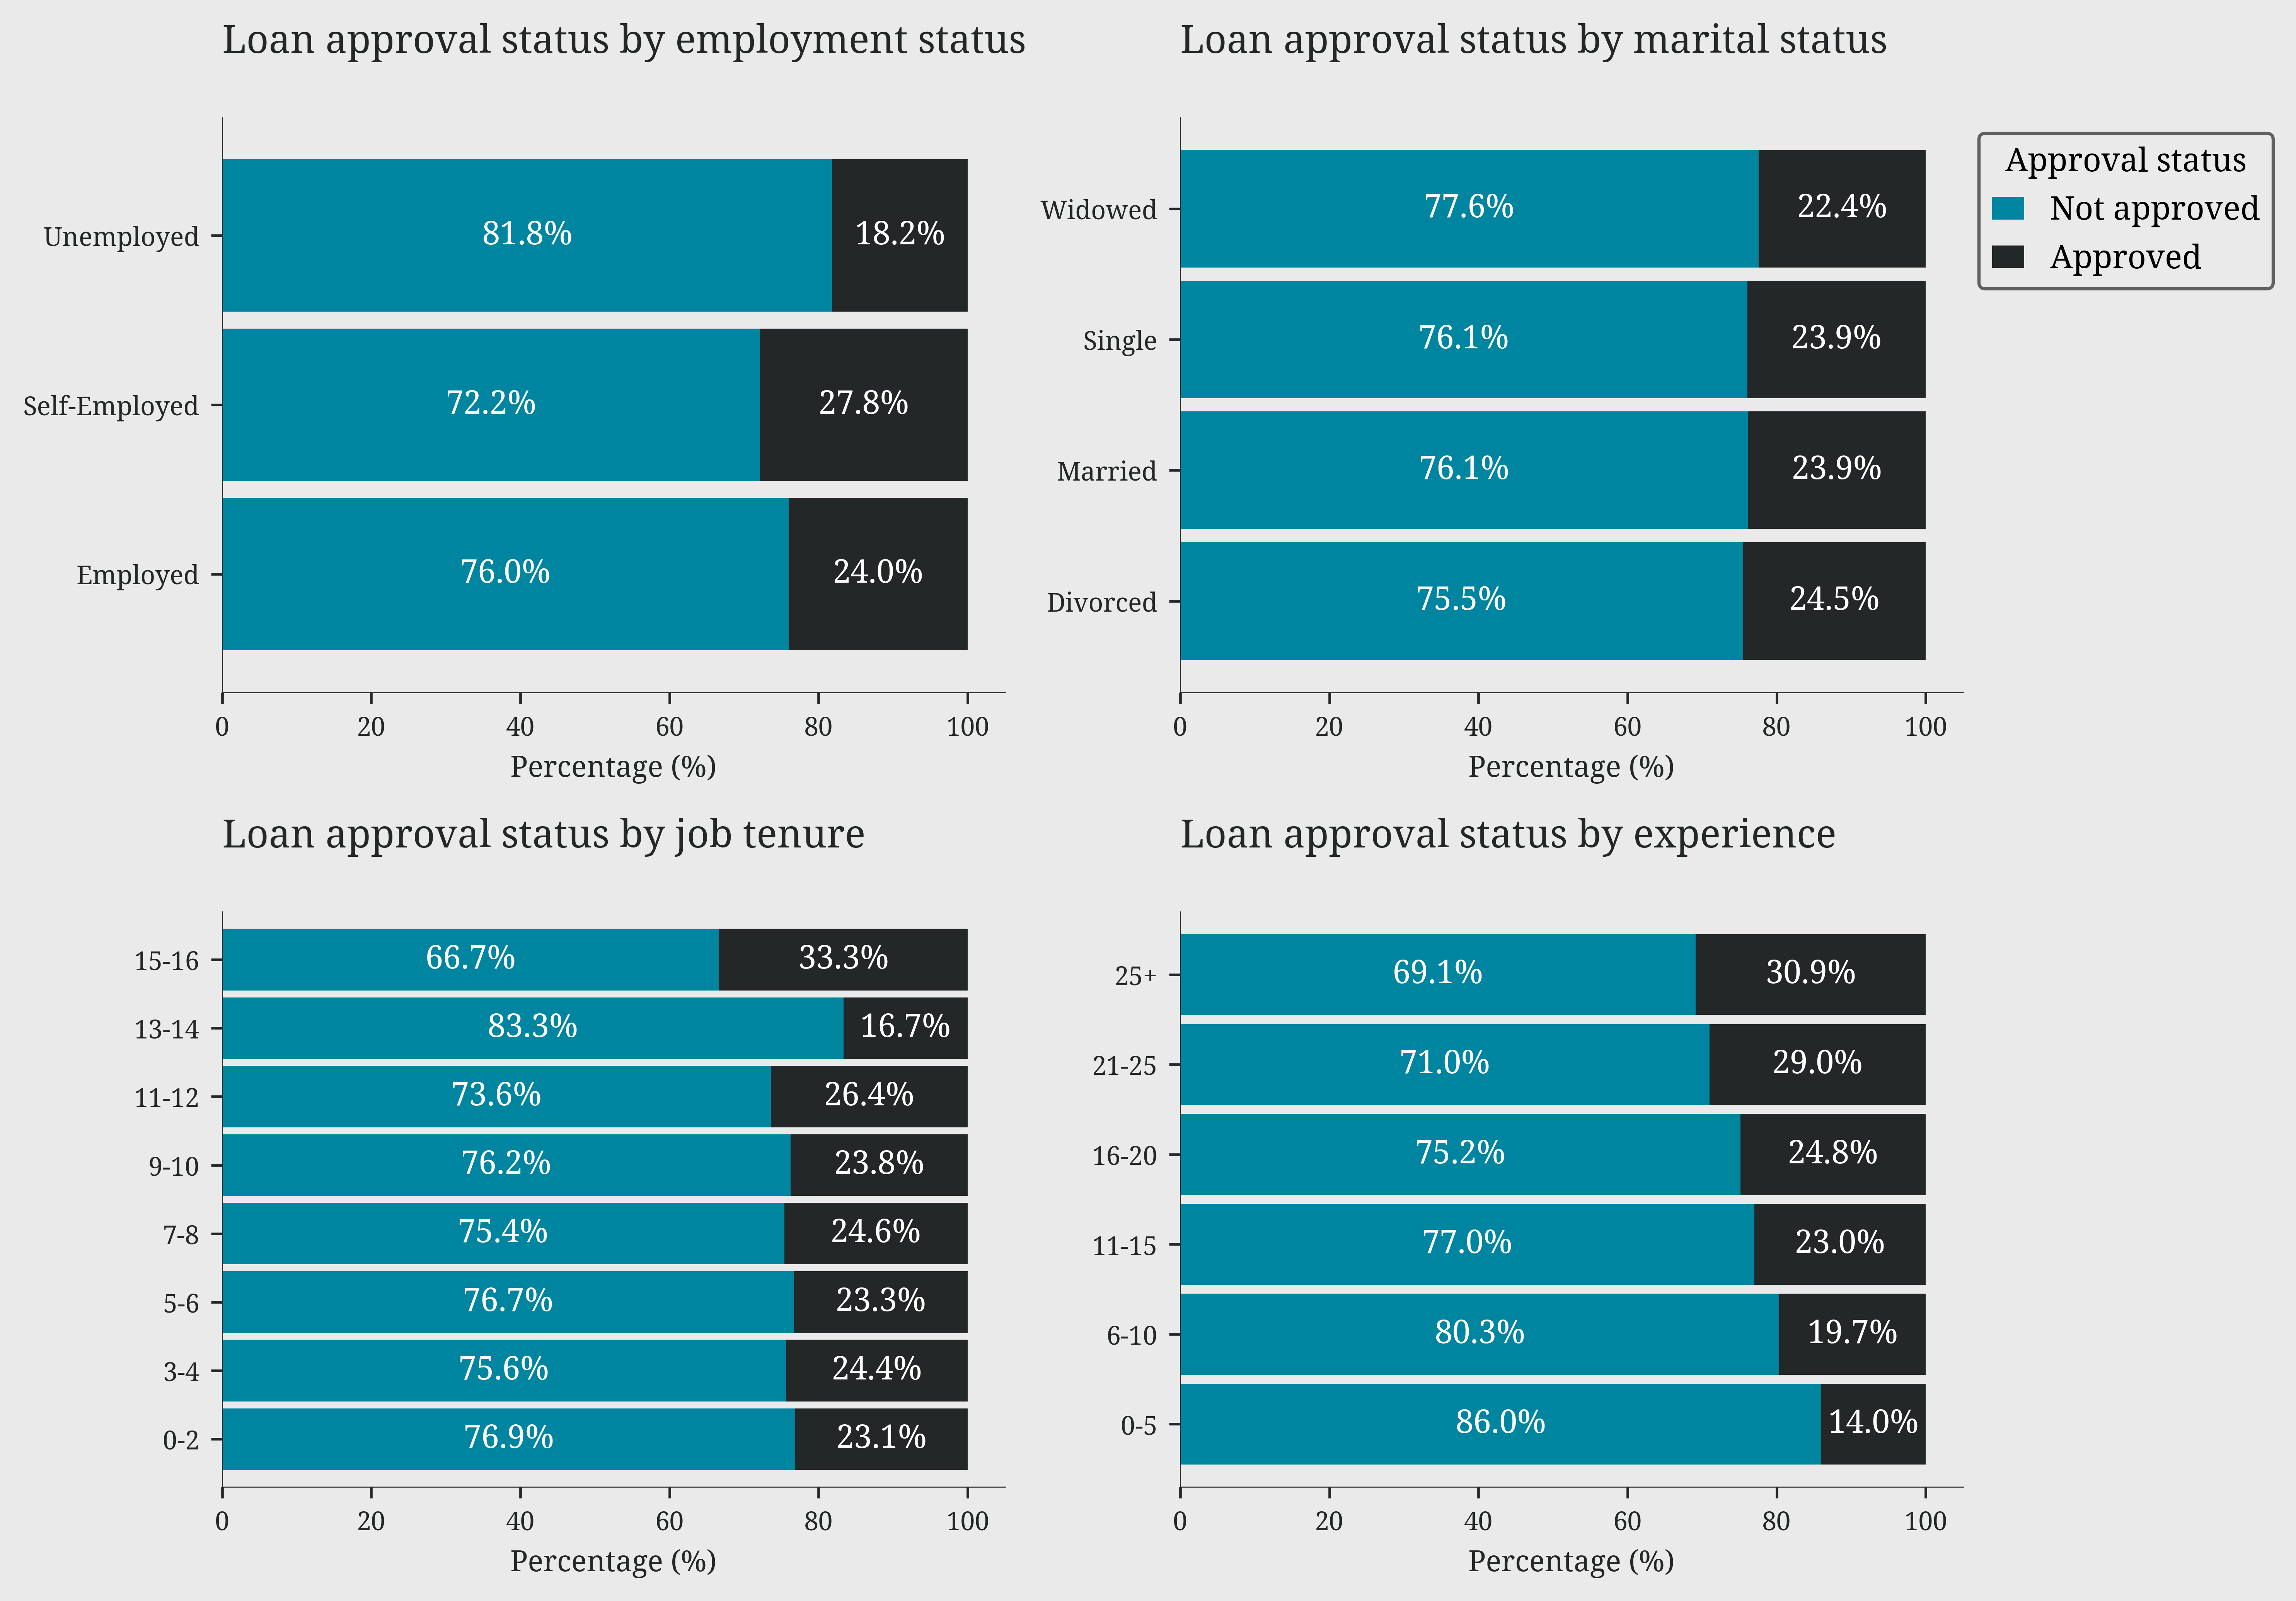 Loan approval status by employment status
Unemployed
81.8%
18.2%
Self-Employed
72.2%
27.8%
Employed
76.0%
24.0%
0 20 40 60 80 100
Percentage (%)
Loan approval status by marital status
Widowed
77.6%
22.4%
Single
76.1%
23.9%
Married
76.1%
23.9%
Divorced
75.5%
24.5%
0 20 40 60 80 100
Percentage (%)
Approval status
Not approved
Approved
Loan approval status by job tenure
15-16
66.7%
33.3%
13-14
83.3%
16.7%
11-12
73.6%
26.4%
9-10
76.2%
23.8%
7-8
75.4%
24.6%
5-6
76.7%
23.3%
3-4
75.6%
24.4%
0-2
76.9%
23.1%
0 20 40 60 80 100
Percentage (%)
Loan approval status by experience
25+
69.1%
30.9%
21-25
71.0%
29.0%
16-20
75.2%
24.8%
11-15
77.0%
23.0%
6-10
80.3%
19.7%
0-5
86.0%
14.0%
0 20 40 60 80 100
Percentage (%)